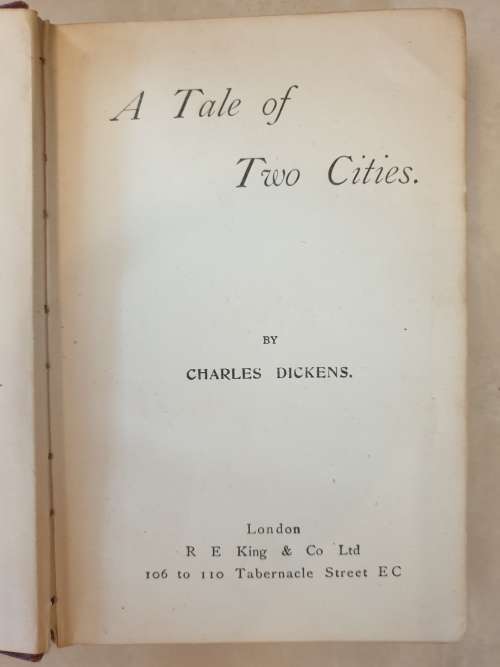 A Tale of
Two Cities.
BY
CHARLES DICKENS.
London
R E King & Co Ltd
106 to 110 Tabernacle Street EC